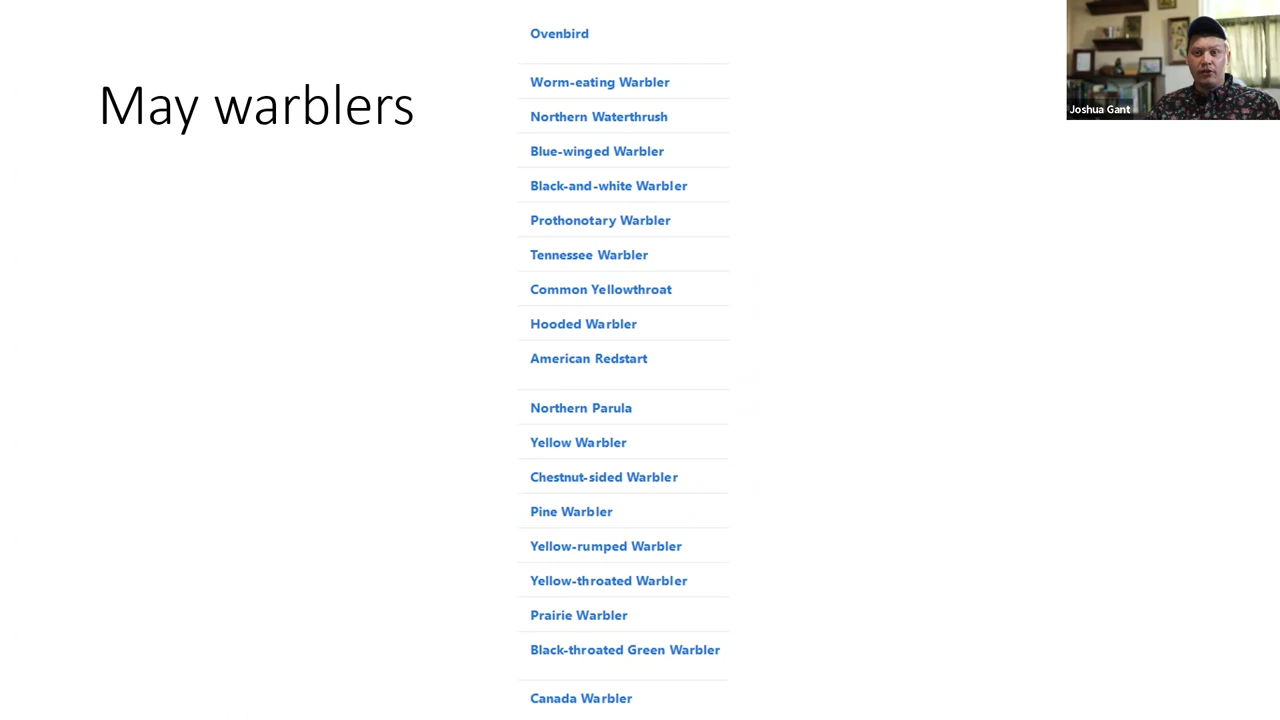 May warblers
Ovenbird
Worm-eating Warbler
Northern Waterthrush
Blue-winged Warbler
Black-and-white Warbler
Prothonotary Warbler
Tennessee Warbler
Common Yellowthroat
Hooded Warbler
American Redstart
Northern Parula
Yellow Warbler
Chestnut-sided Warbler
Pine Warbler
Yellow-rumped Warbler
Yellow-throated Warbler
Prairie Warbler
Black-throated Green Warbler
Canada Warbler
Joshua Gant